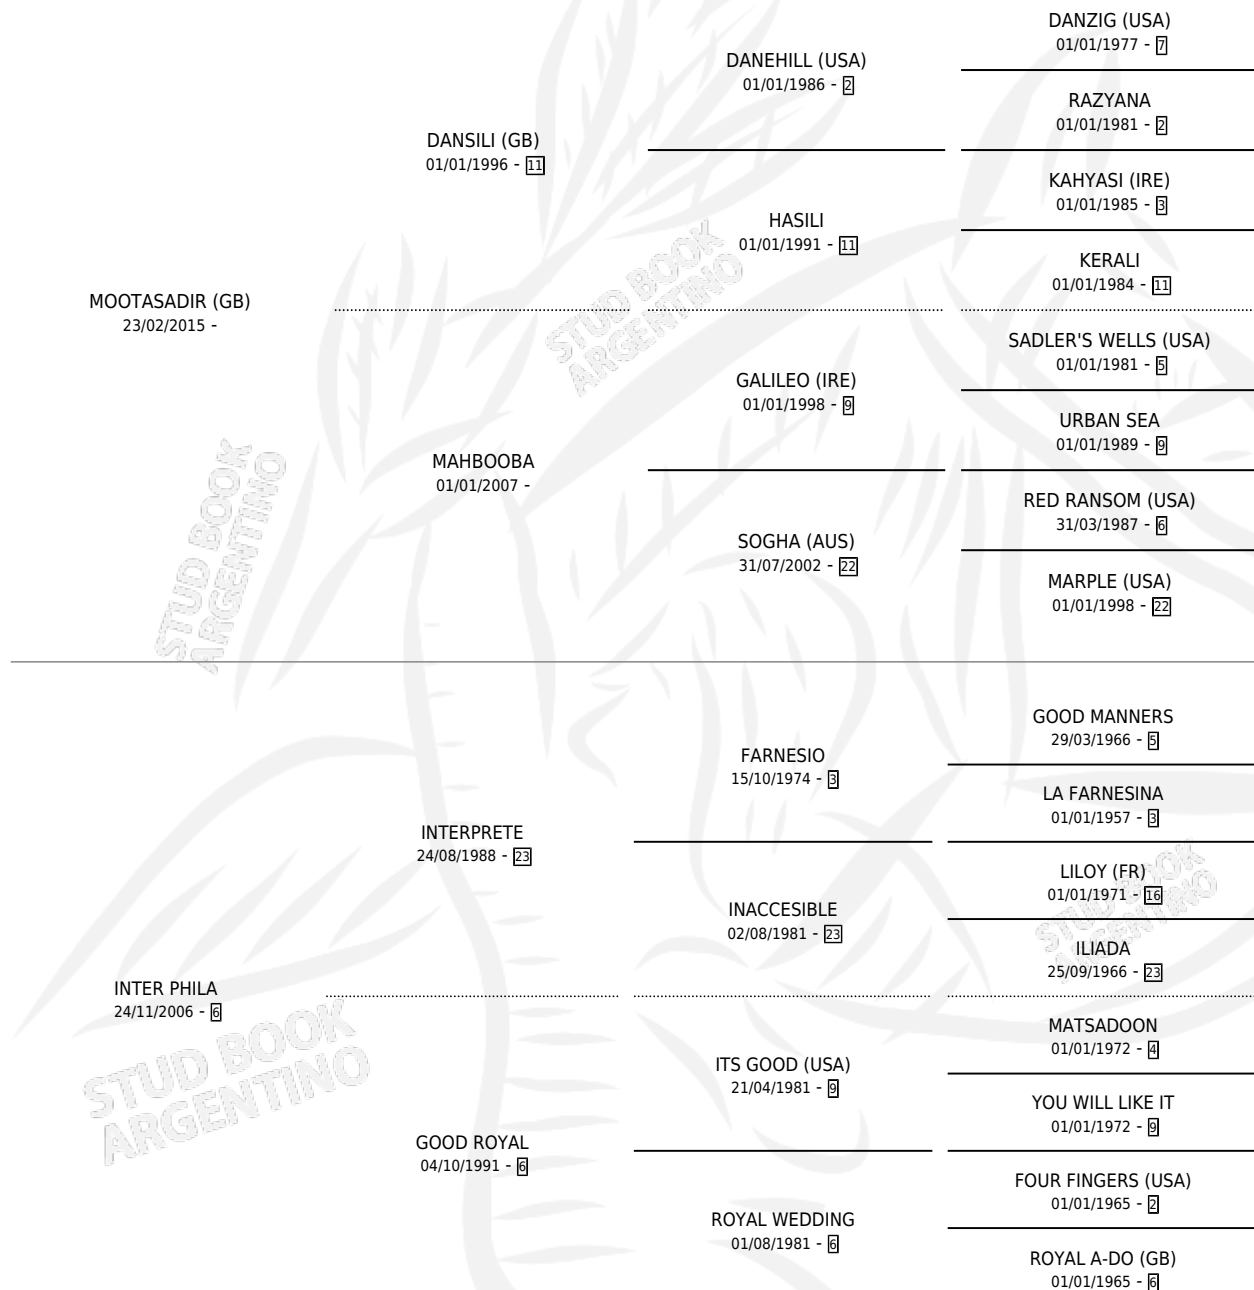 DANZIG (USA)
01/01/1977 - 7
DANEHILL (USA)
01/01/1986 - 2
RAZYANA
01/01/1981 - 2
DANSILI (GB)
01/01/1996 - 11
KAHYASI (IRE)
01/01/1985 - 3
HASILI
01/01/1991 - 11
KERALI
01/01/1984 - 11
MOOTASADIR (GB)
23/02/2015 -
SADLER'S WELLS (USA)
01/01/1981 - 5
GALILEO (IRE)
01/01/1998 - 9
URBAN SEA
01/01/1989 - 9
MAHBOOBA
01/01/2007 -
RED RANSOM (USA)
31/03/1987 - 6
SOGHA (AUS)
31/07/2002 - 22
MARPLE (USA)
01/01/1998 - 22
STUD BOOK
ARGENTINO
STUD BOOK
ARGENTINO
GOOD MANNERS
29/03/1966 - 5
FARNESIO
15/10/1974 - 3
LA FARNESINA
01/01/1957 - 3
INTERPRETE
24/08/1988 - 23
LILOY (FR)
01/01/1971 - 16
INACCESIBLE
02/08/1981 - 23
ILIADA
25/09/1966 - 23
STUD BOOK
ARGENTINO
INTER PHILA
24/11/2006 - 6
MATSADOON
01/01/1972 - 4
ITS GOOD (USA)
21/04/1981 - 9
YOU WILL LIKE IT
01/01/1972 - 9
GOOD ROYAL
04/10/1991 - 6
FOUR FINGERS (USA)
01/01/1965 - 2
ROYAL WEDDING
01/08/1981 - 6
ROYAL A-DO (GB)
01/01/1965 - 6
STUD BOOK
ARGENTINO